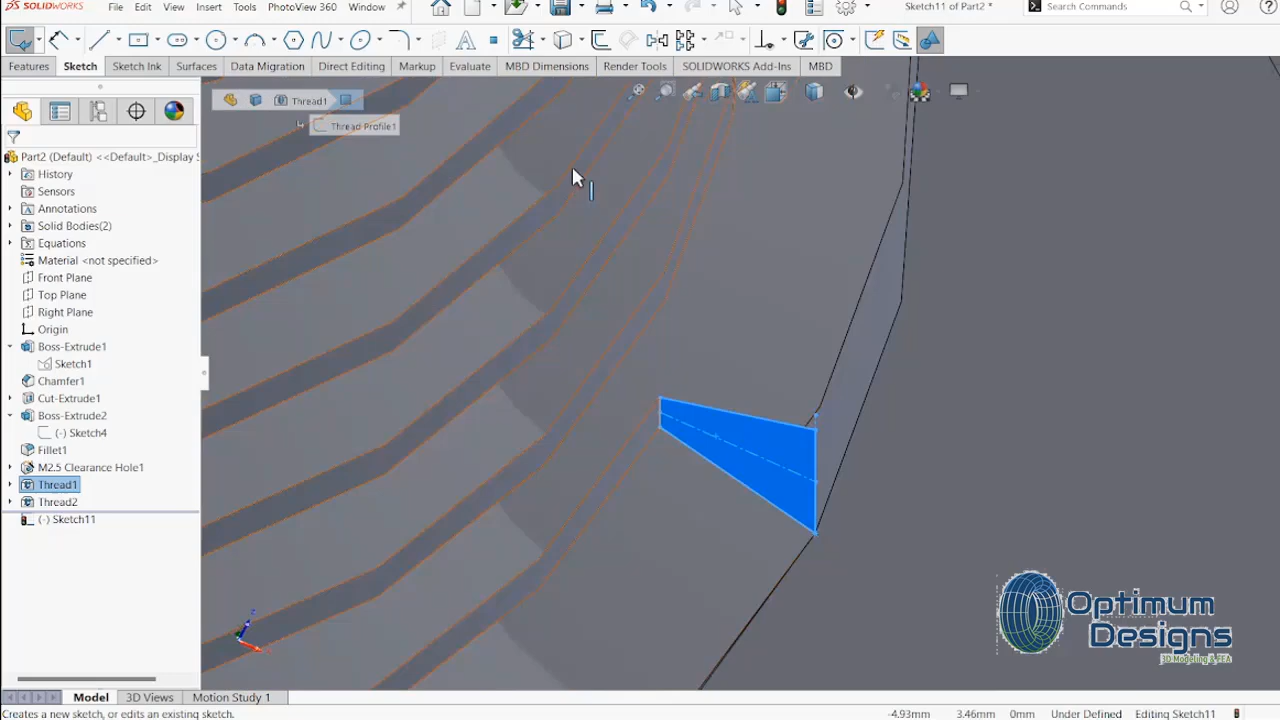 SOLIDWORKS File Edit View Insert Tools PhotoView 360 Window Sketch11 of Part2 * Search Commands
Features Sketch Sketch Ink Surfaces Data Migration Direct Editing Markup Evaluate MBD Dimensions Render Tools SOLIDWORKS Add-Ins MBD
Thread1
Thread Profile1
Part2 (Default) <<Default>_Display S
History
Sensors
Annotations
Solid Bodies(2)
Equations
Material <not specified>
Front Plane
Top Plane
Right Plane
Origin
Boss-Extrude1
Sketch1
Chamfer1
Cut-Extrude1
Boss-Extrude2
(-) Sketch4
Fillet1
M2.5 Clearance Hole1
Thread1
Thread2
(-) Sketch11
Optimum
Designs
3D Modeling & FEA
Model 3D Views Motion Study 1
Creates a new sketch, or edits an existing sketch. -4.93mm 3.46mm 0mm Under Defined Editing Sketch11